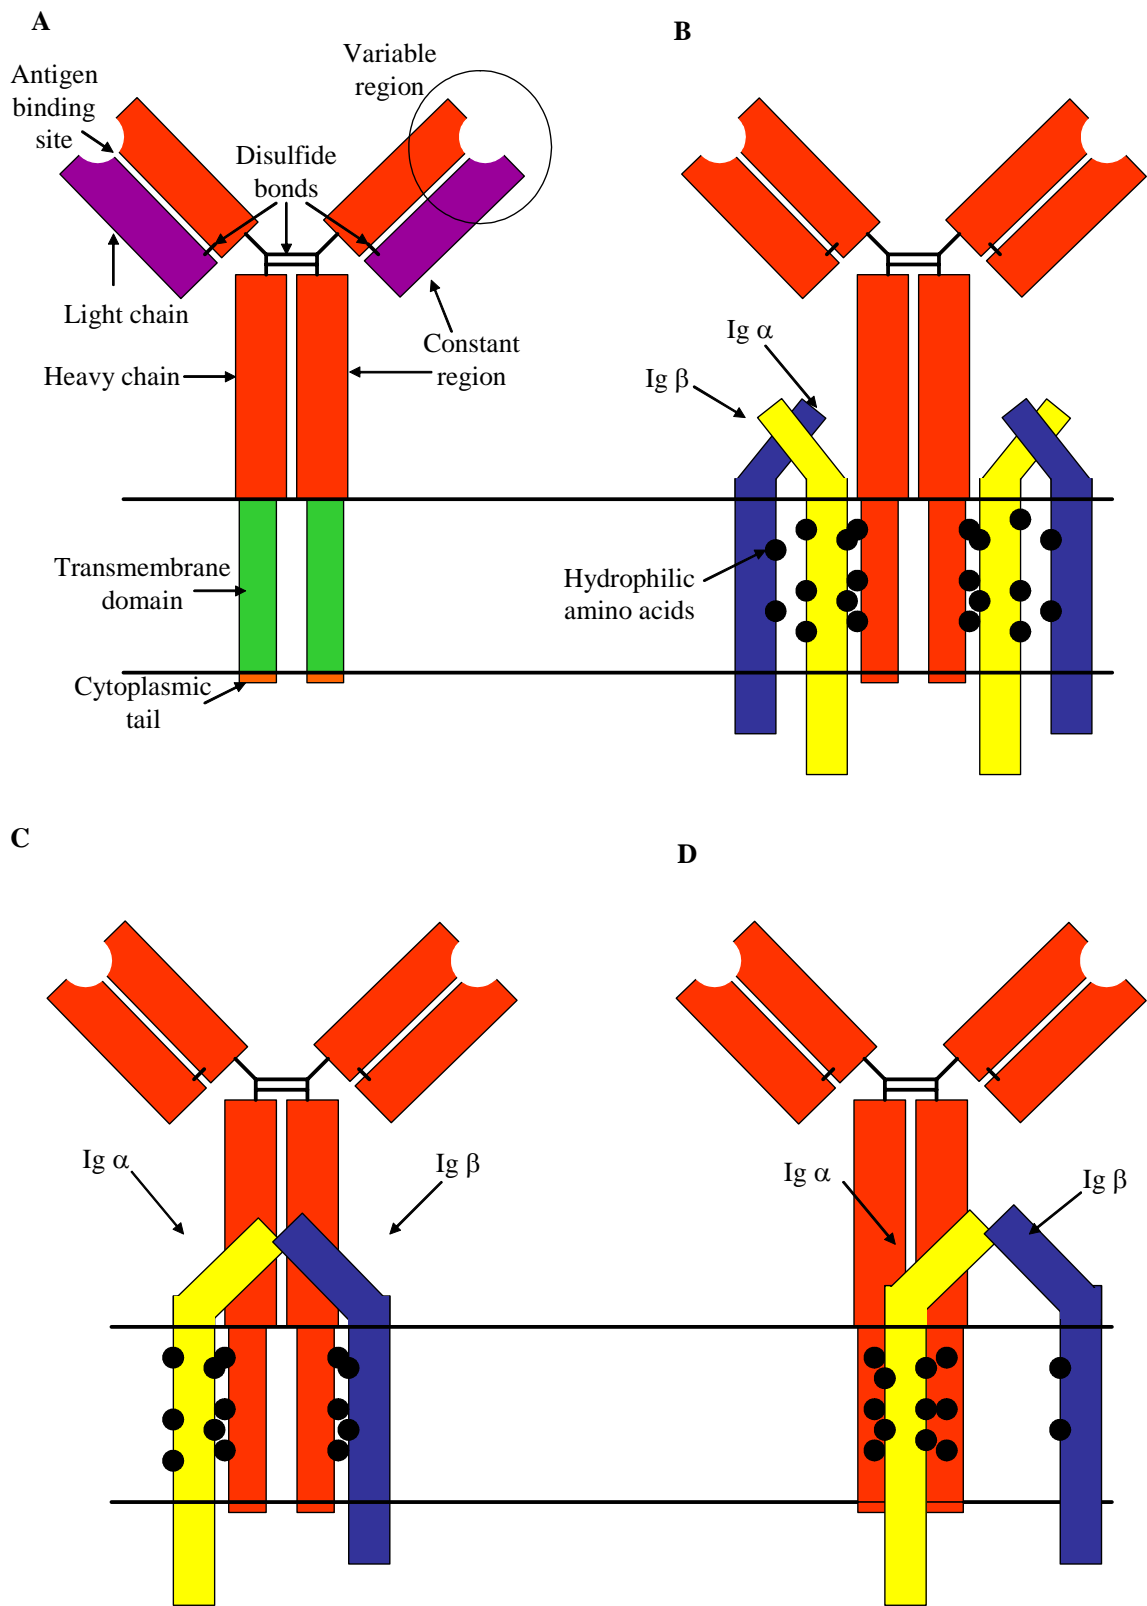 A
Variable
region
Antigen
binding
site
Disulfide
bonds
Light chain
Constant
region
Heavy chain
Transmembrane
domain
Cytoplasmic
tail
B
Ig α
Ig β
Hydrophilic
amino acids
C
Ig α
Ig β
D
Ig α
Ig β